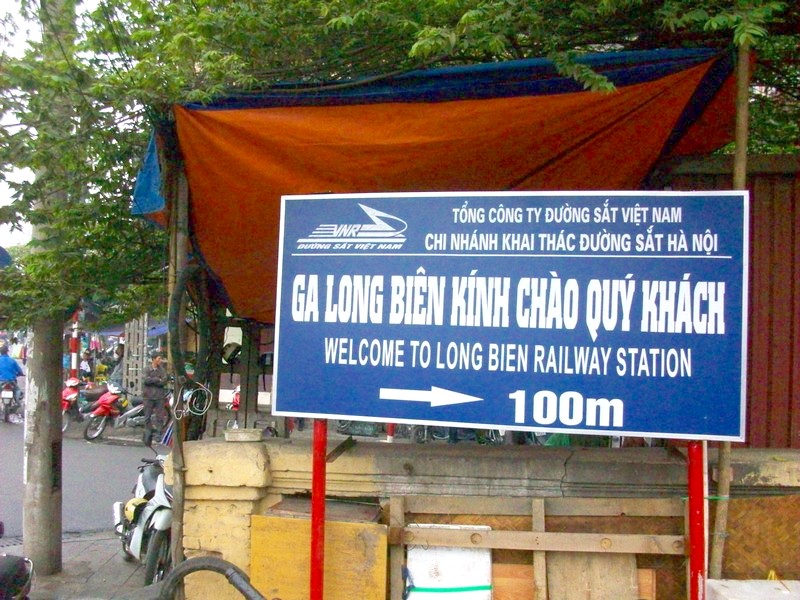 VNR
ĐƯỜNG SẮT VIỆT NAM
TỔNG CÔNG TY ĐƯỜNG SẮT VIỆT NAM
CHI NHÁNH KHAI THÁC ĐƯỜNG SẮT HÀ NỘI
GA LONG BIÊN KÍNH CHÀO QUÝ KHÁCH
WELCOME TO LONG BIEN RAILWAY STATION
100m